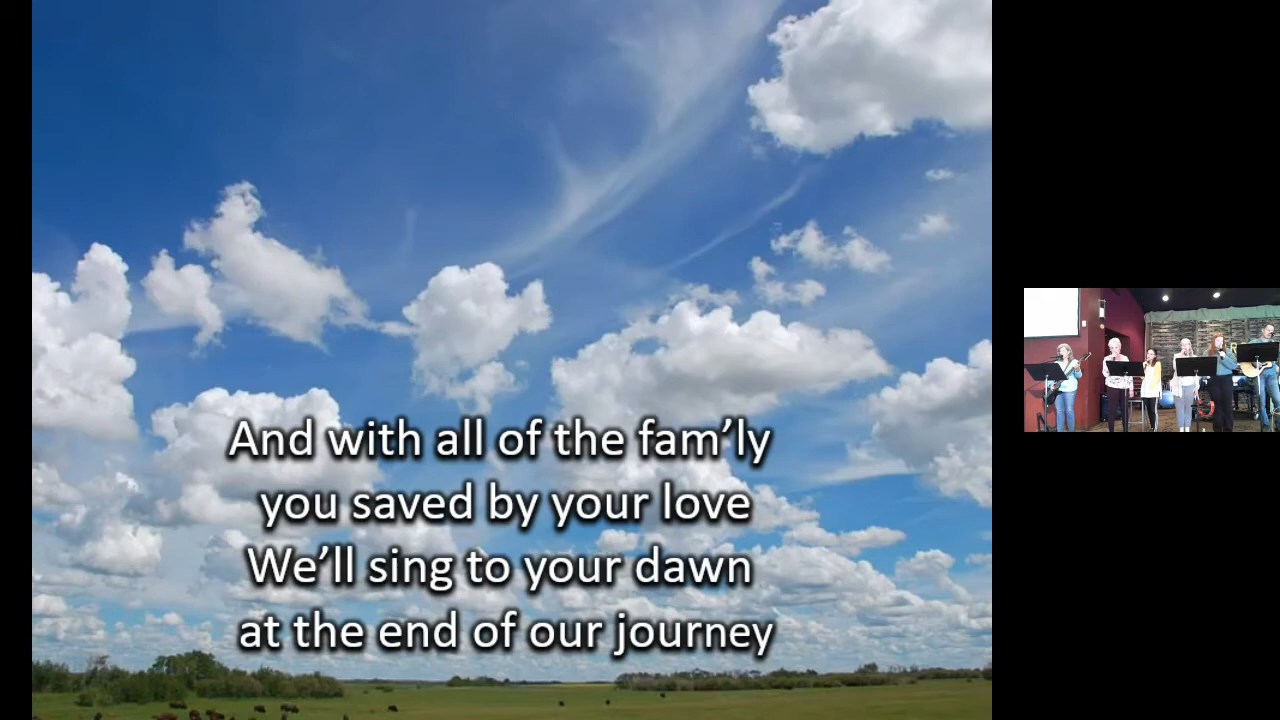 And with all of the fam’ly
you saved by your love
We’ll sing to your dawn
at the end of our journey